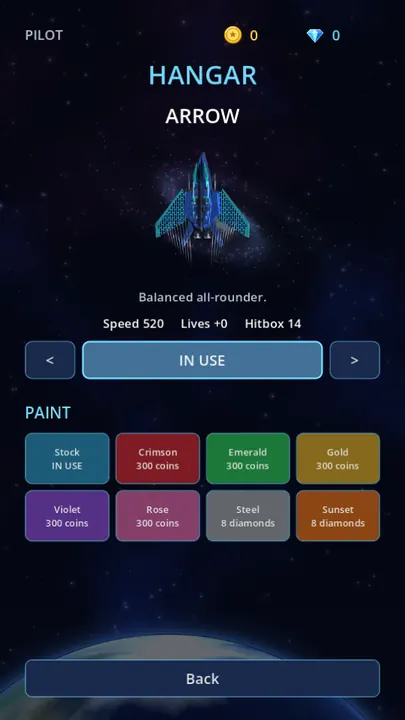 PILOT 0 0
HANGAR
ARROW
Balanced all-rounder.
Speed 520 Lives +0 Hitbox 14
< IN USE >
PAINT
Stock Crimson Emerald Gold
IN USE 300 coins 300 coins 300 coins
Violet Rose Steel Sunset
300 coins 300 coins 8 diamonds 8 diamonds
Back